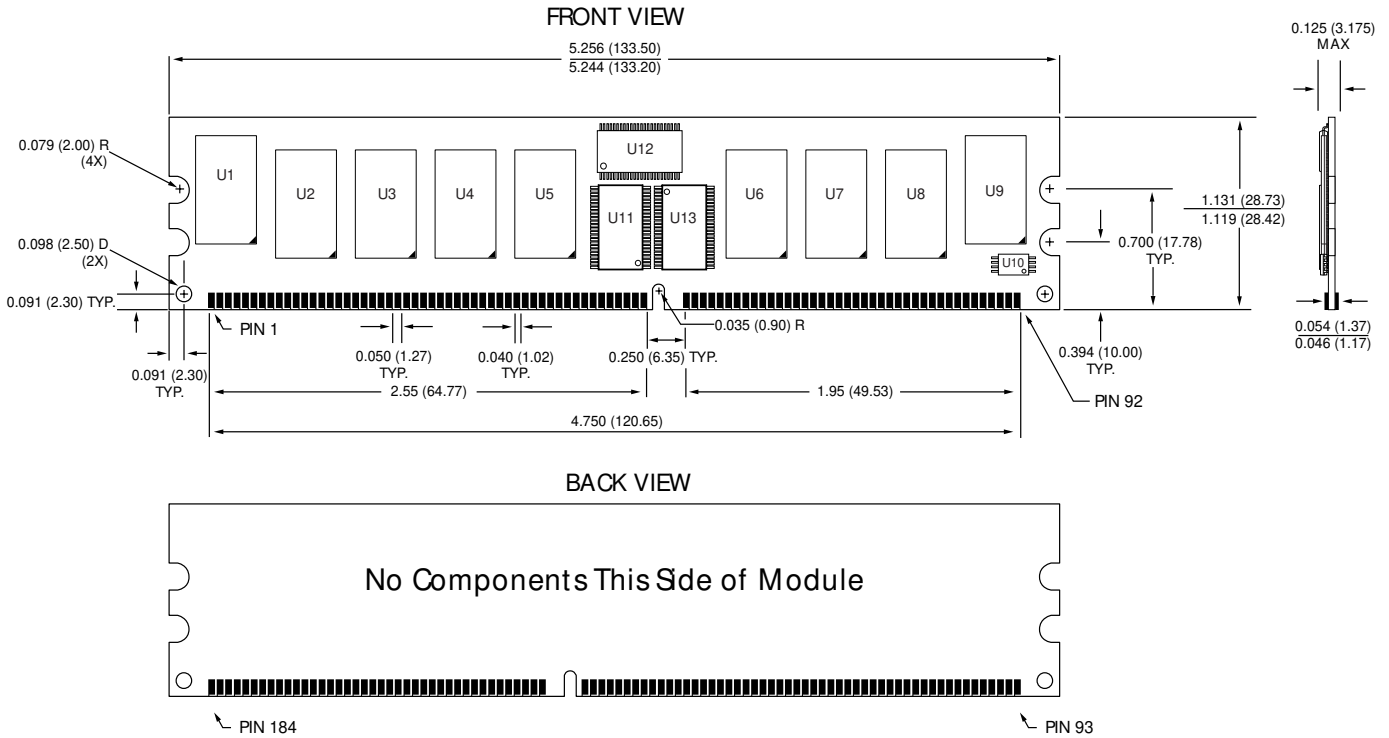 FRONT VIEW
5.256 (133.50)
5.244 (133.20)
0.125 (3.175)
MAX
0.079 (2.00) R
(4X)
U1
U2
U3
U4
U5
U12
U11
U13
U6
U7
U8
U9
U10
1.131 (28.73)
1.119 (28.42)
0.700 (17.78)
TYP.
0.098 (2.50) D
(2X)
0.091 (2.30) TYP.
PIN 1
0.035 (0.90) R
0.050 (1.27)
TYP.
0.040 (1.02)
TYP.
0.250 (6.35) TYP.
0.394 (10.00)
TYP.
0.054 (1.37)
0.046 (1.17)
0.091 (2.30)
TYP.
2.55 (64.77)
1.95 (49.53)
PIN 92
4.750 (120.65)
BACK VIEW
No Components This Side of Module
PIN 184
PIN 93